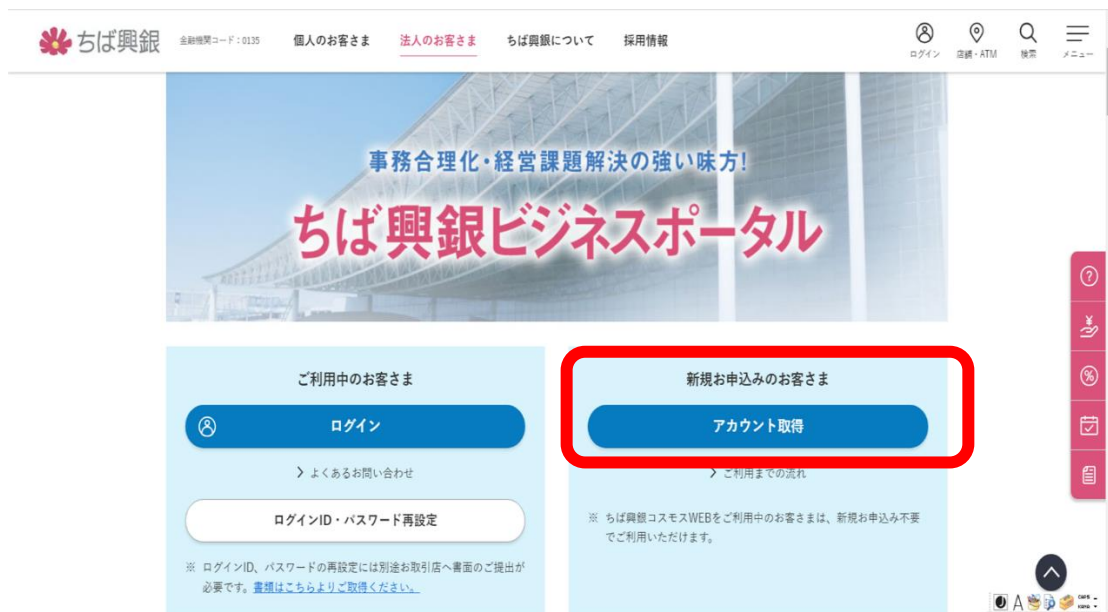 ちば興銀
金融機関コード:0135
個人のお客さま
法人のお客さま
ちば興銀について
採用情報
ログイン
店舗・ATM
検索
メニュー
事務合理化・経営課題解決の強い味方!
ちば興銀ビジネスポータル
ご利用中のお客さま
ログイン
よくあるお問い合わせ
ログインID・パスワード再設定
※ ログインID、パスワードの再設定には別途お取引店へ書面のご提出が
必要です。書類はこちらよりご取得ください。
新規お申込みのお客さま
アカウント取得
ご利用までの流れ
※ ちば興銀コスモスWEBをご利用中のお客さまは、新規お申込み不要
でご利用いただけます。
A
CAPS
KANA